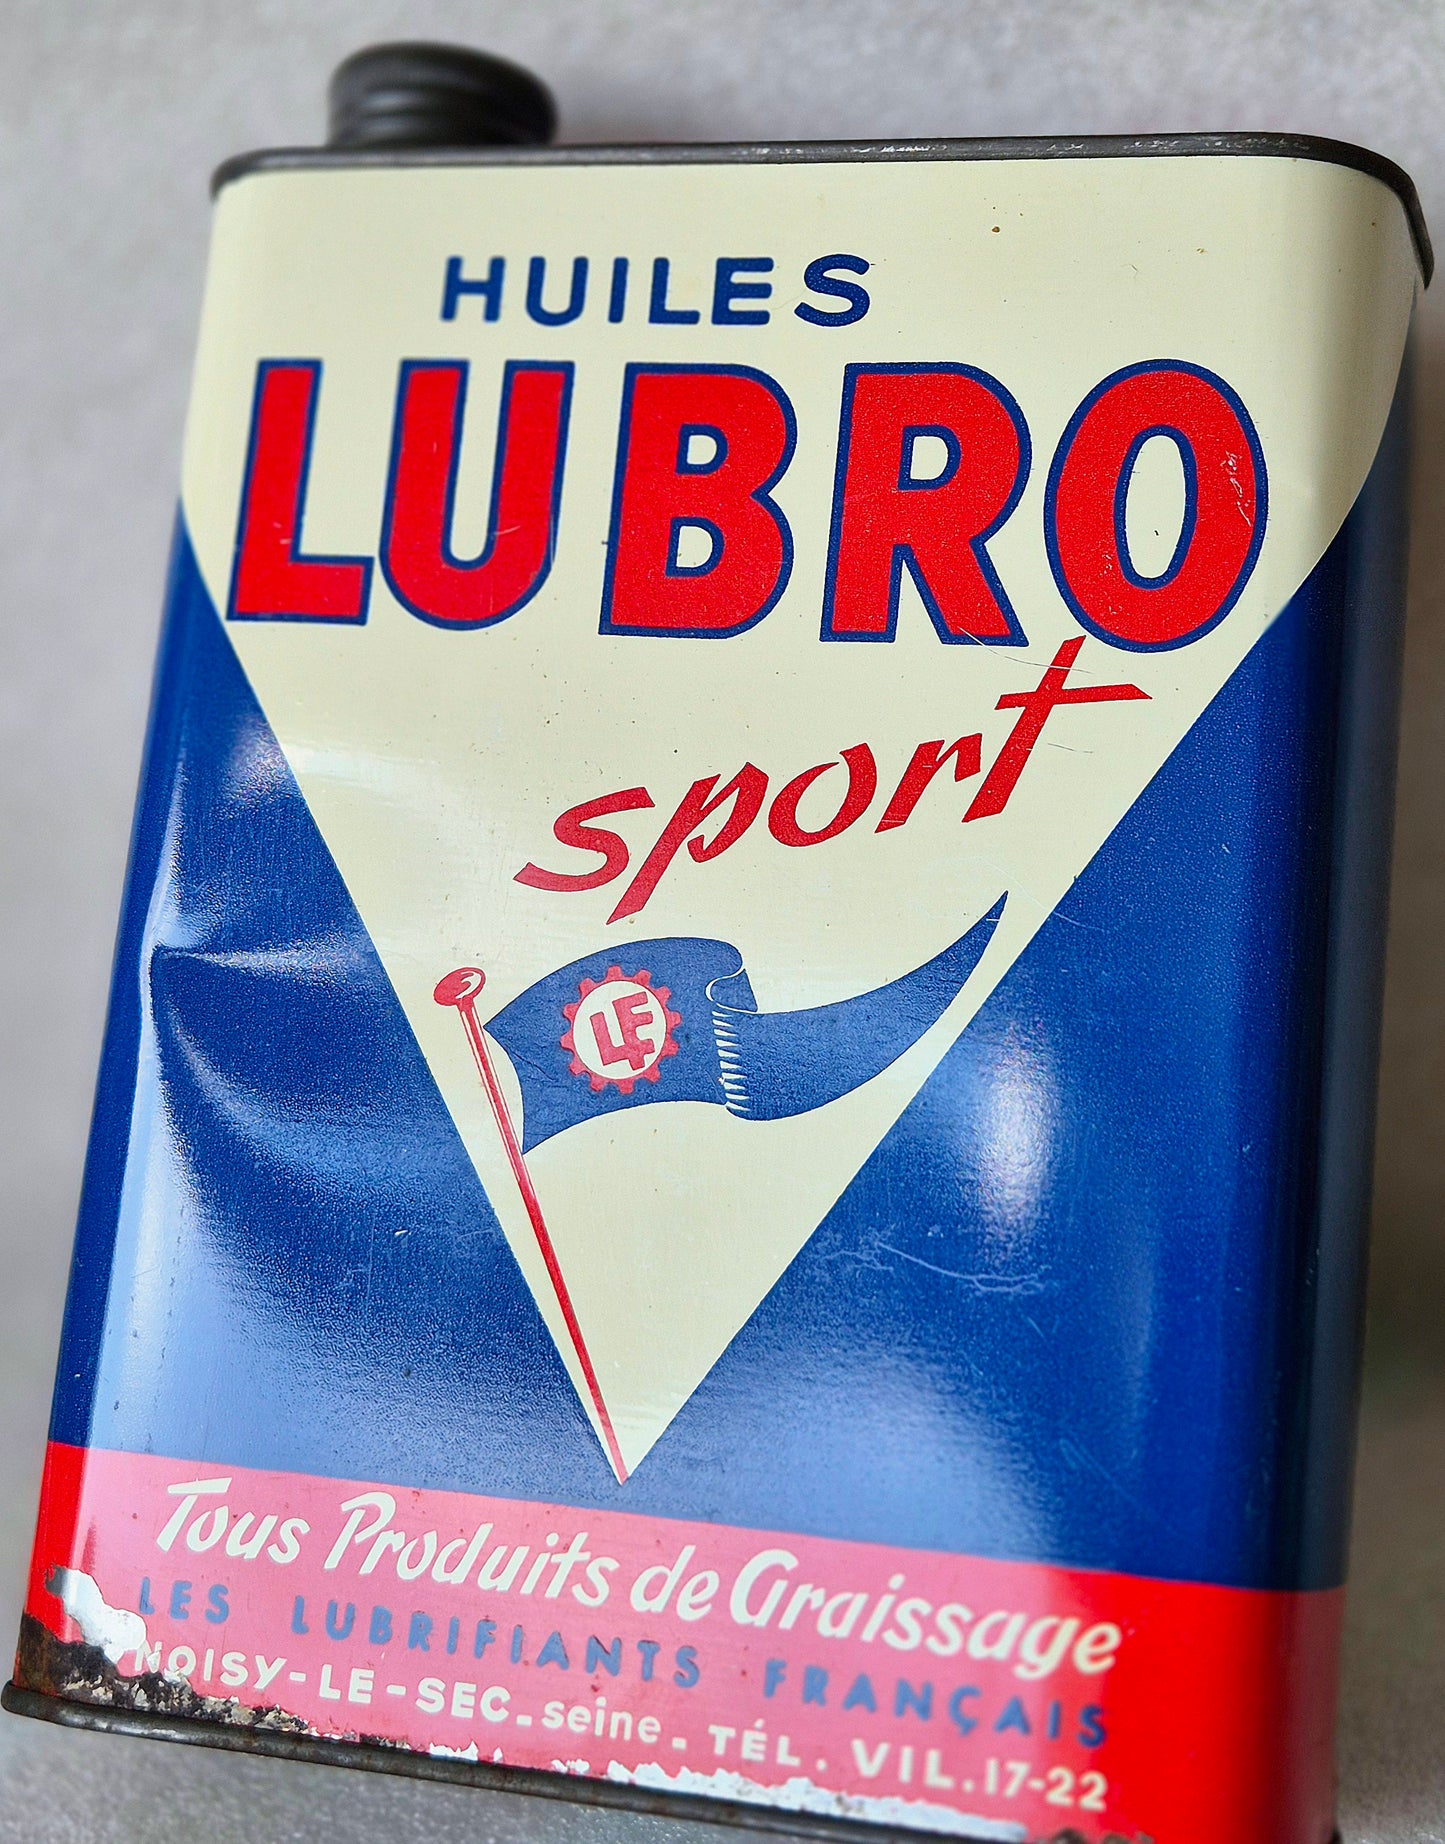 HUILES
LUBRO
sport
LF
Tous Produits de Graissage
LES LUBRIFIANTS FRANÇAIS
NOISY-LE-SEC.seine.TÉL. VIL.17-22